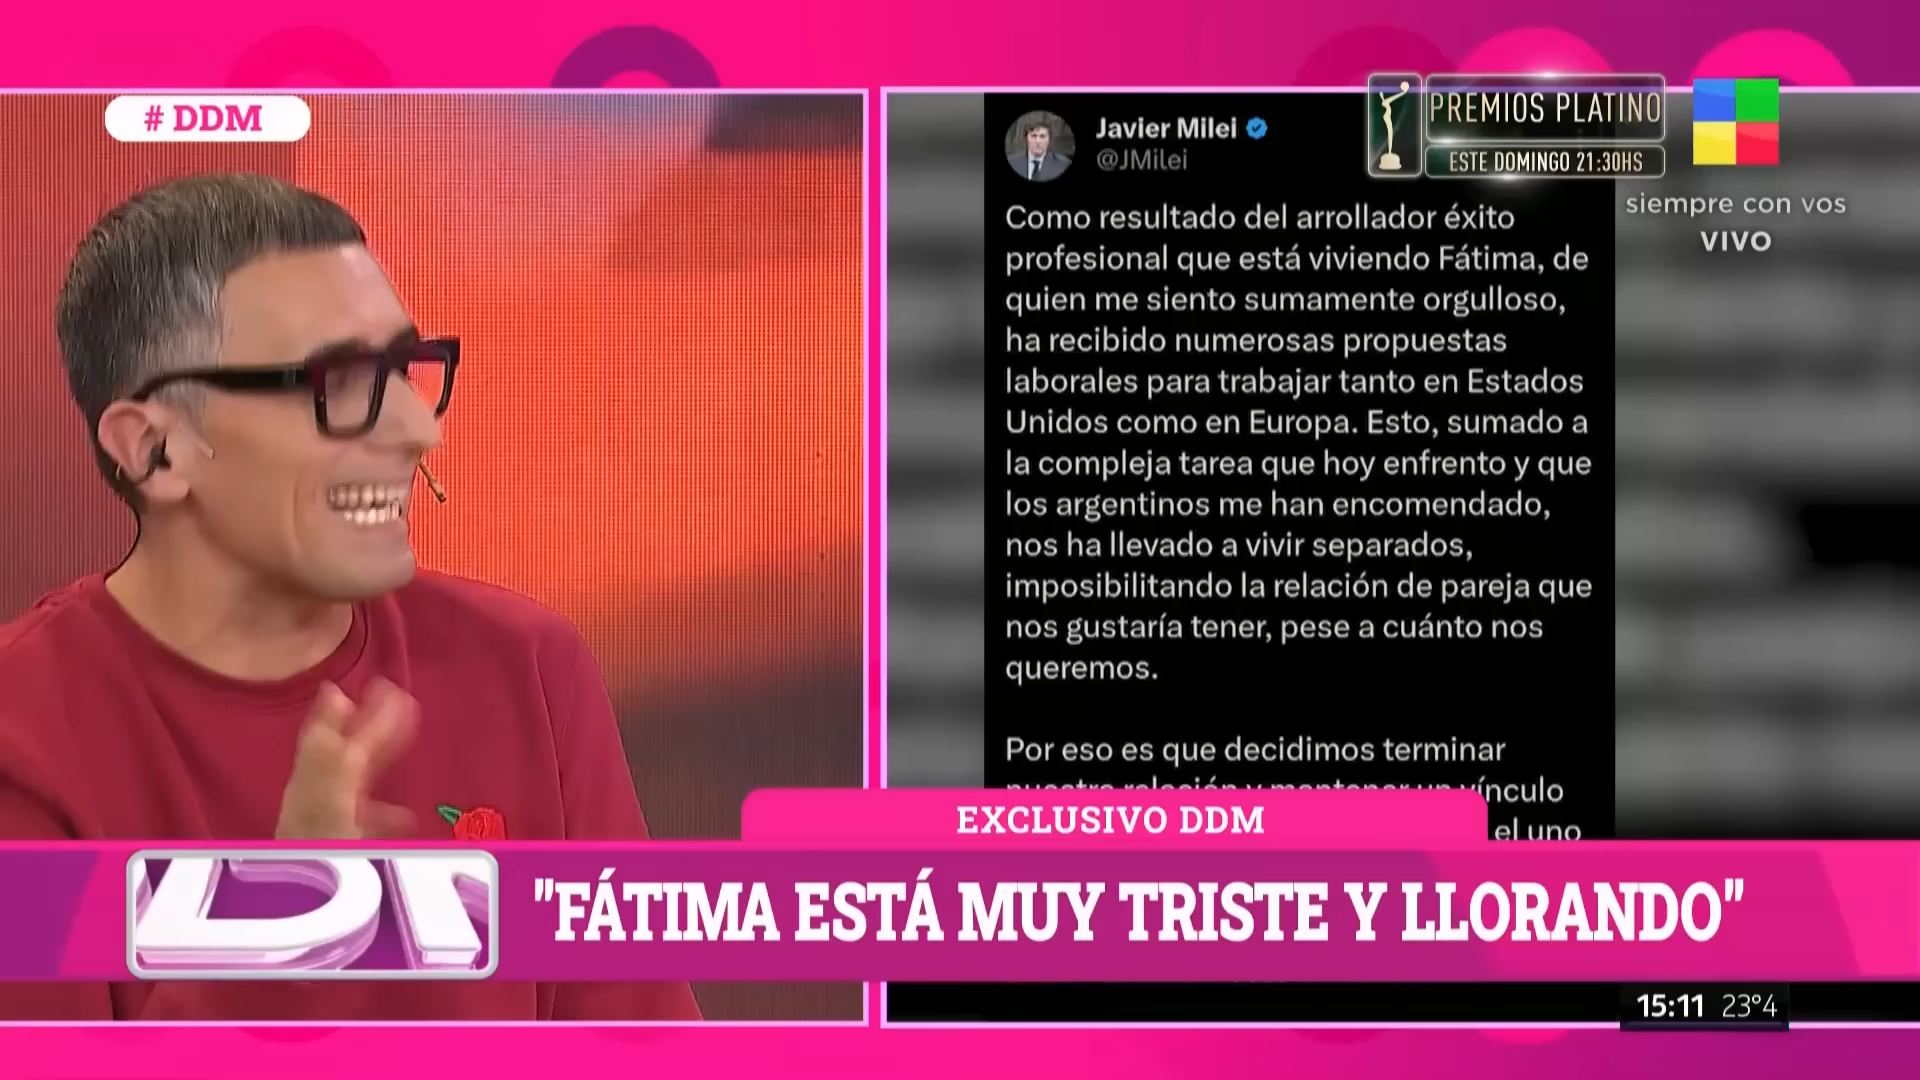 # DDM
Javier Milei
@JMilei
PREMIOS PLATINO
ESTE DOMINGO 21:30HS
siempre con vos
VIVO
Como resultado del arrollador éxito
profesional que está viviendo Fátima, de
quien me siento sumamente orgulloso,
ha recibido numerosas propuestas
laborales para trabajar tanto en Estados
Unidos como en Europa. Esto, sumado a
la compleja tarea que hoy enfrento y que
los argentinos me han encomendado,
nos ha llevado a vivir separados,
imposibilitando la relación de pareja que
nos gustaría tener, pese a cuánto nos
queremos.
Por eso es que decidimos terminar
nuestra relación y mantener un vínculo
el uno
EXCLUSIVO DDM
"FÁTIMA ESTÁ MUY TRISTE Y LLORANDO"
15:11 23°4